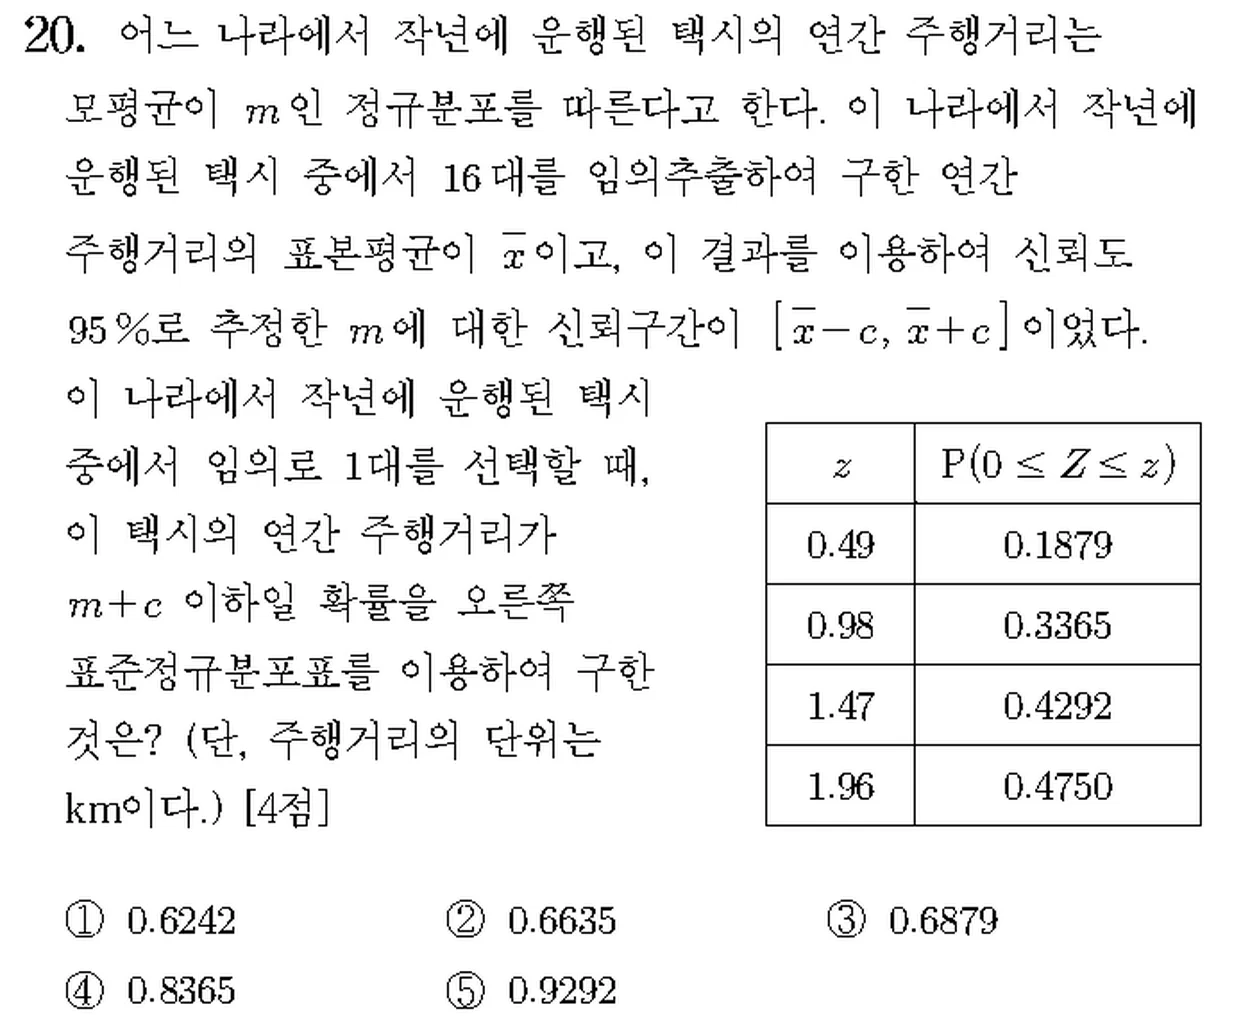 20. 어느 나라에서 작년에 운행된 택시의 연간 주행거리는
모평균이 m인 정규분포를 따른다고 한다. 이 나라에서 작년에
운행된 택시 중에서 16대를 임의추출하여 구한 연간
주행거리의 표본평균이 x̄이고, 이 결과를 이용하여 신뢰도
95%로 추정한 m에 대한 신뢰구간이 [x̄−c, x̄+c]이었다.
이 나라에서 작년에 운행된 택시
중에서 임의로 1대를 선택할 때,
이 택시의 연간 주행거리가
m+c 이하일 확률을 오른쪽
표준정규분포표를 이용하여 구한
것은? (단, 주행거리의 단위는
km이다.) [4점]
z P(0≤Z≤z)
0.49 0.1879
0.98 0.3365
1.47 0.4292
1.96 0.4750
① 0.6242 ② 0.6635 ③ 0.6879
④ 0.8365 ⑤ 0.9292